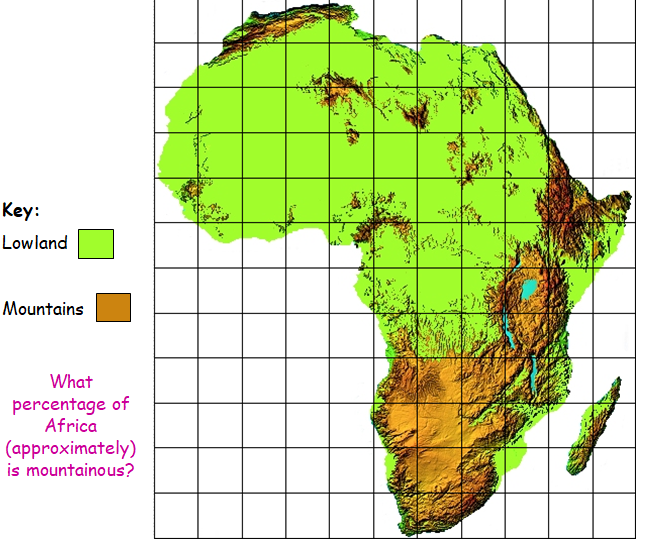 Key:
Lowland
Mountains
What
percentage of
Africa
(approximately)
is mountainous?